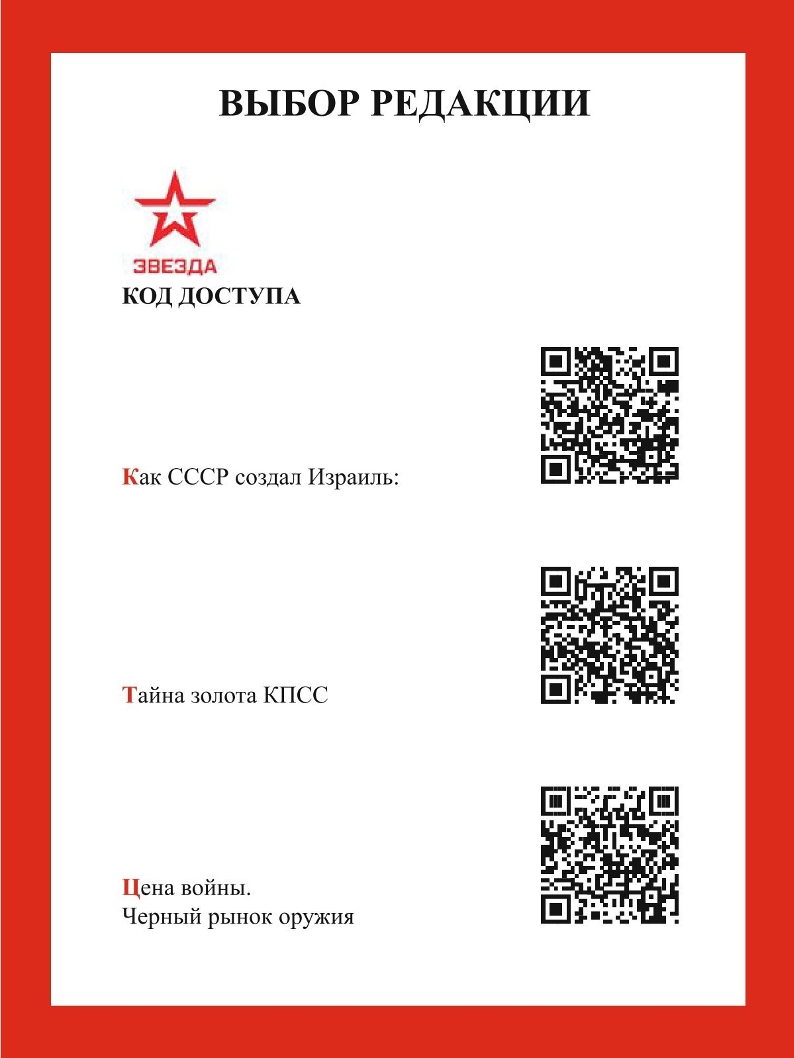 ВЫБОР РЕДАКЦИИ
ЗВЕЗДА
КОД ДОСТУПА
Как СССР создал Израиль:
Тайна золота КПСС
Цена войны.
Черный рынок оружия